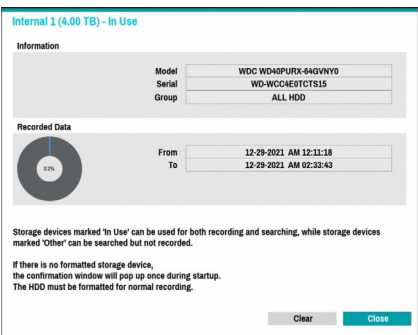 Internal 1 (4.00 TB) - In Use
Information
Model WDC WD40PURX-64GVNY0
Serial WD-WCC4E0TCTS15
Group ALL HDD
Recorded Data
0.2%
From 12-29-2021 AM 12:11:18
To 12-29-2021 AM 02:33:43
Storage devices marked 'In Use' can be used for both recording and searching, while storage devices
marked 'Other' can be searched but not recorded.
If there is no formatted storage device,
the confirmation window will pop up once during startup.
The HDD must be formatted for normal recording.
Clear Close